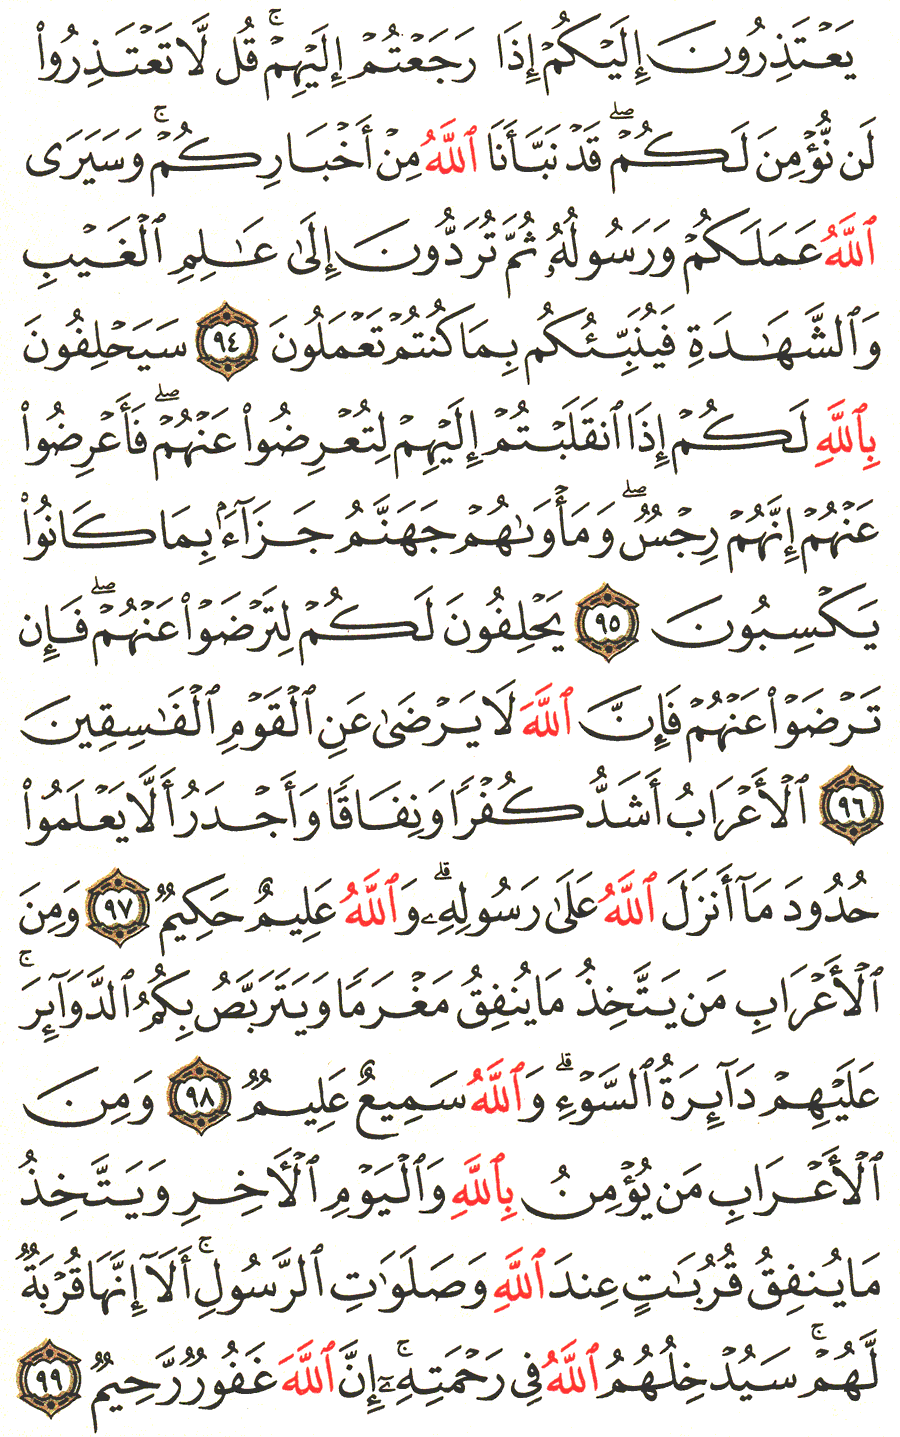 يَعْتَذِرُونَ إِلَيْكُمْ إِذَا رَجَعْتُمْ إِلَيْهِمْ ۚ قُل لَّا تَعْتَذِرُوا۟
لَن نُّؤْمِنَ لَكُمْ ۖ قَدْ نَبَّأَنَا ٱللَّهُ مِنْ أَخْبَارِكُمْ ۚ وَسَيَرَى
ٱللَّهُ عَمَلَكُمْ وَرَسُولُهُۥ ثُمَّ تُرَدُّونَ إِلَىٰ عَـٰلِمِ ٱلْغَيْبِ
وَٱلشَّهَـٰدَةِ فَيُنَبِّئُكُم بِمَا كُنتُمْ تَعْمَلُونَ ٩٤ سَيَحْلِفُونَ
بِٱللَّهِ لَكُمْ إِذَا ٱنقَلَبْتُمْ إِلَيْهِمْ لِتُعْرِضُوا۟ عَنْهُمْ ۖ فَأَعْرِضُوا۟
عَنْهُمْ إِنَّهُمْ رِجْسٌ ۖ وَمَأْوَىٰهُمْ جَهَنَّمُ جَزَآءًۢ بِمَا كَانُوا۟
يَكْسِبُونَ ٩٥ يَحْلِفُونَ لَكُمْ لِتَرْضَوْا۟ عَنْهُمْ ۖ فَإِن
تَرْضَوْا۟ عَنْهُمْ فَإِنَّ ٱللَّهَ لَا يَرْضَىٰ عَنِ ٱلْقَوْمِ ٱلْفَـٰسِقِينَ
٩٦ ٱلْأَعْرَابُ أَشَدُّ كُفْرًا وَنِفَاقًا وَأَجْدَرُ أَلَّا يَعْلَمُوا۟
حُدُودَ مَآ أَنزَلَ ٱللَّهُ عَلَىٰ رَسُولِهِۦ ۗ وَٱللَّهُ عَلِيمٌ حَكِيمٌ ٩٧ وَمِنَ
ٱلْأَعْرَابِ مَن يَتَّخِذُ مَا يُنفِقُ مَغْرَمًا وَيَتَرَبَّصُ بِكُمُ ٱلدَّوَآئِرَ ۚ
عَلَيْهِمْ دَآئِرَةُ ٱلسَّوْءِ ۗ وَٱللَّهُ سَمِيعٌ عَلِيمٌ ٩٨ وَمِنَ
ٱلْأَعْرَابِ مَن يُؤْمِنُ بِٱللَّهِ وَٱلْيَوْمِ ٱلْـَٔاخِرِ وَيَتَّخِذُ
مَا يُنفِقُ قُرُبَـٰتٍ عِندَ ٱللَّهِ وَصَلَوَٰتِ ٱلرَّسُولِ ۚ أَلَآ إِنَّهَا قُرْبَةٌ
لَّهُمْ ۚ سَيُدْخِلُهُمُ ٱللَّهُ فِى رَحْمَتِهِۦٓ ۚ إِنَّ ٱللَّهَ غَفُورٌ رَّحِيمٌ ٩٩